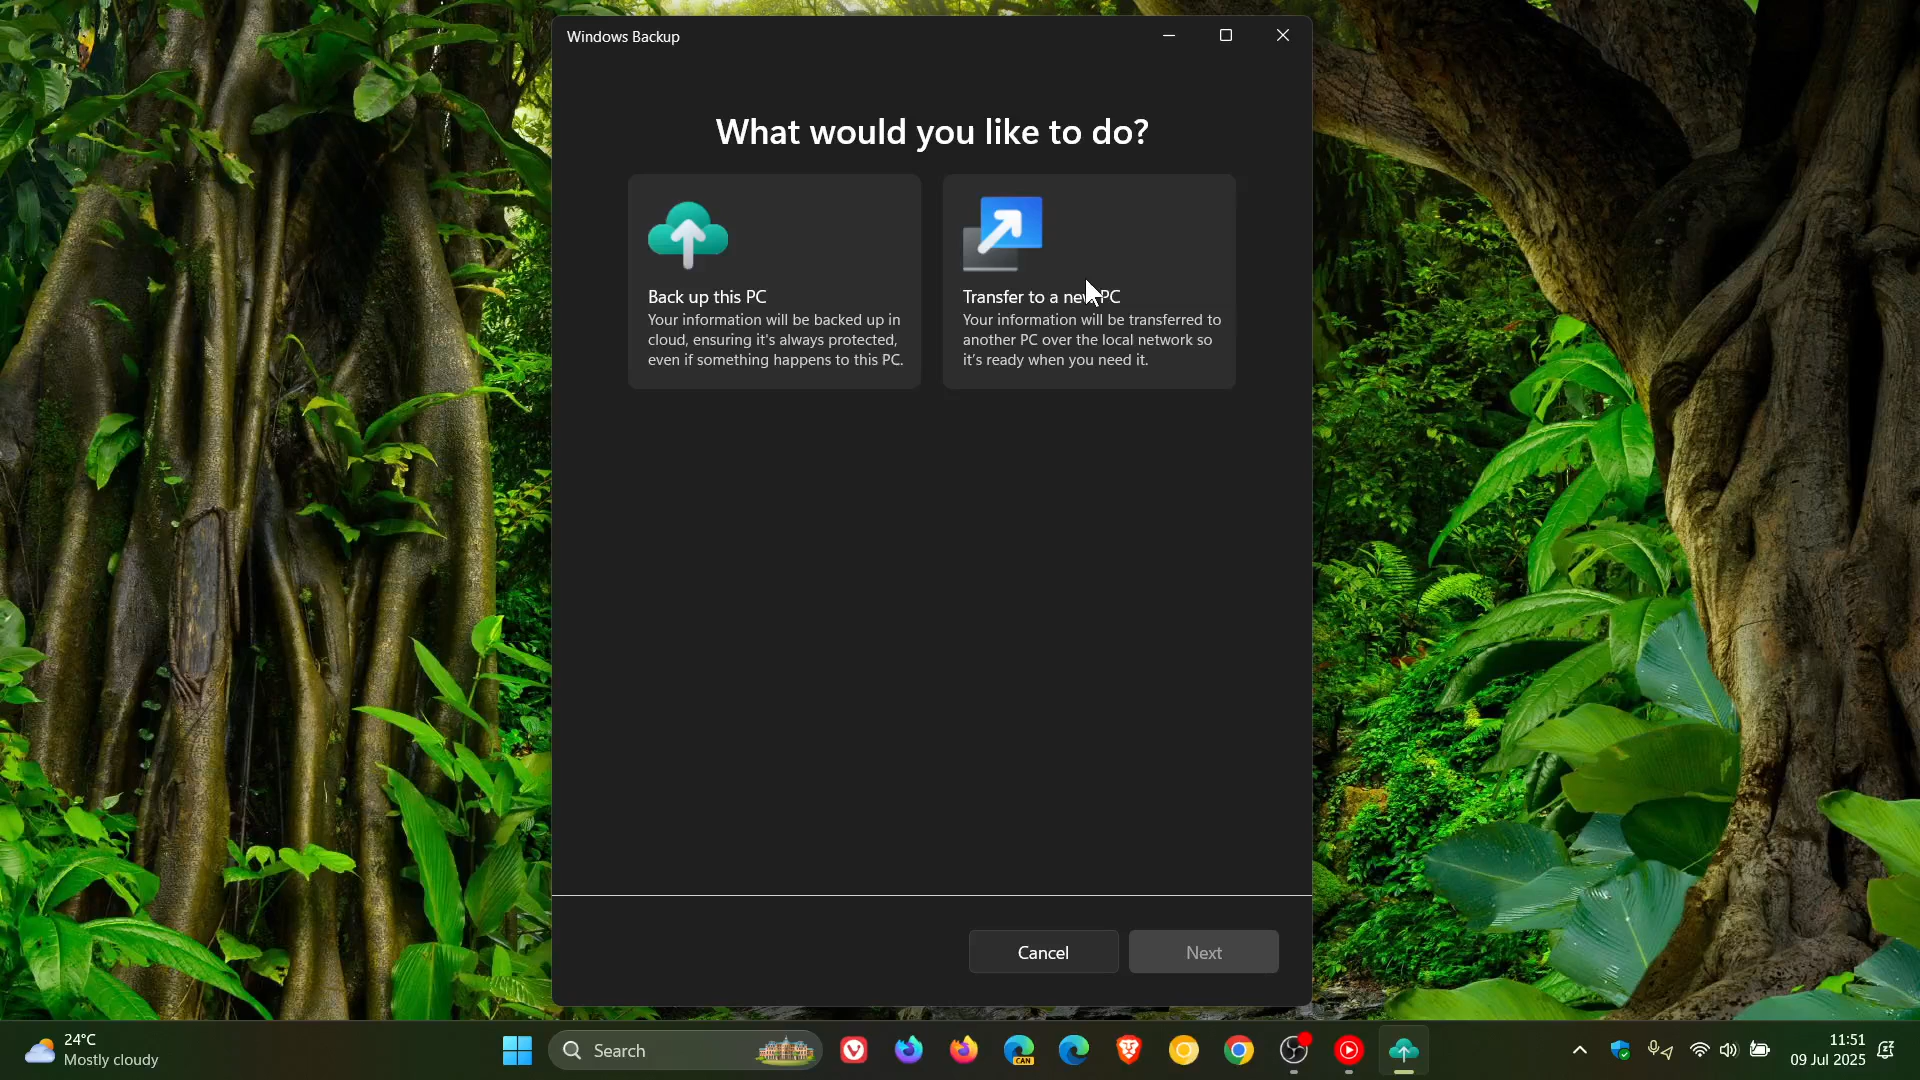 Windows Backup
What would you like to do?
Back up this PC
Your information will be backed up in
cloud, ensuring it's always protected,
even if something happens to this PC.
Transfer to a new PC
Your information will be transferred to
another PC over the local network so
it's ready when you need it.
Cancel
Next
24°C
Mostly cloudy
Search
CAN
11:51
09 Jul 2025